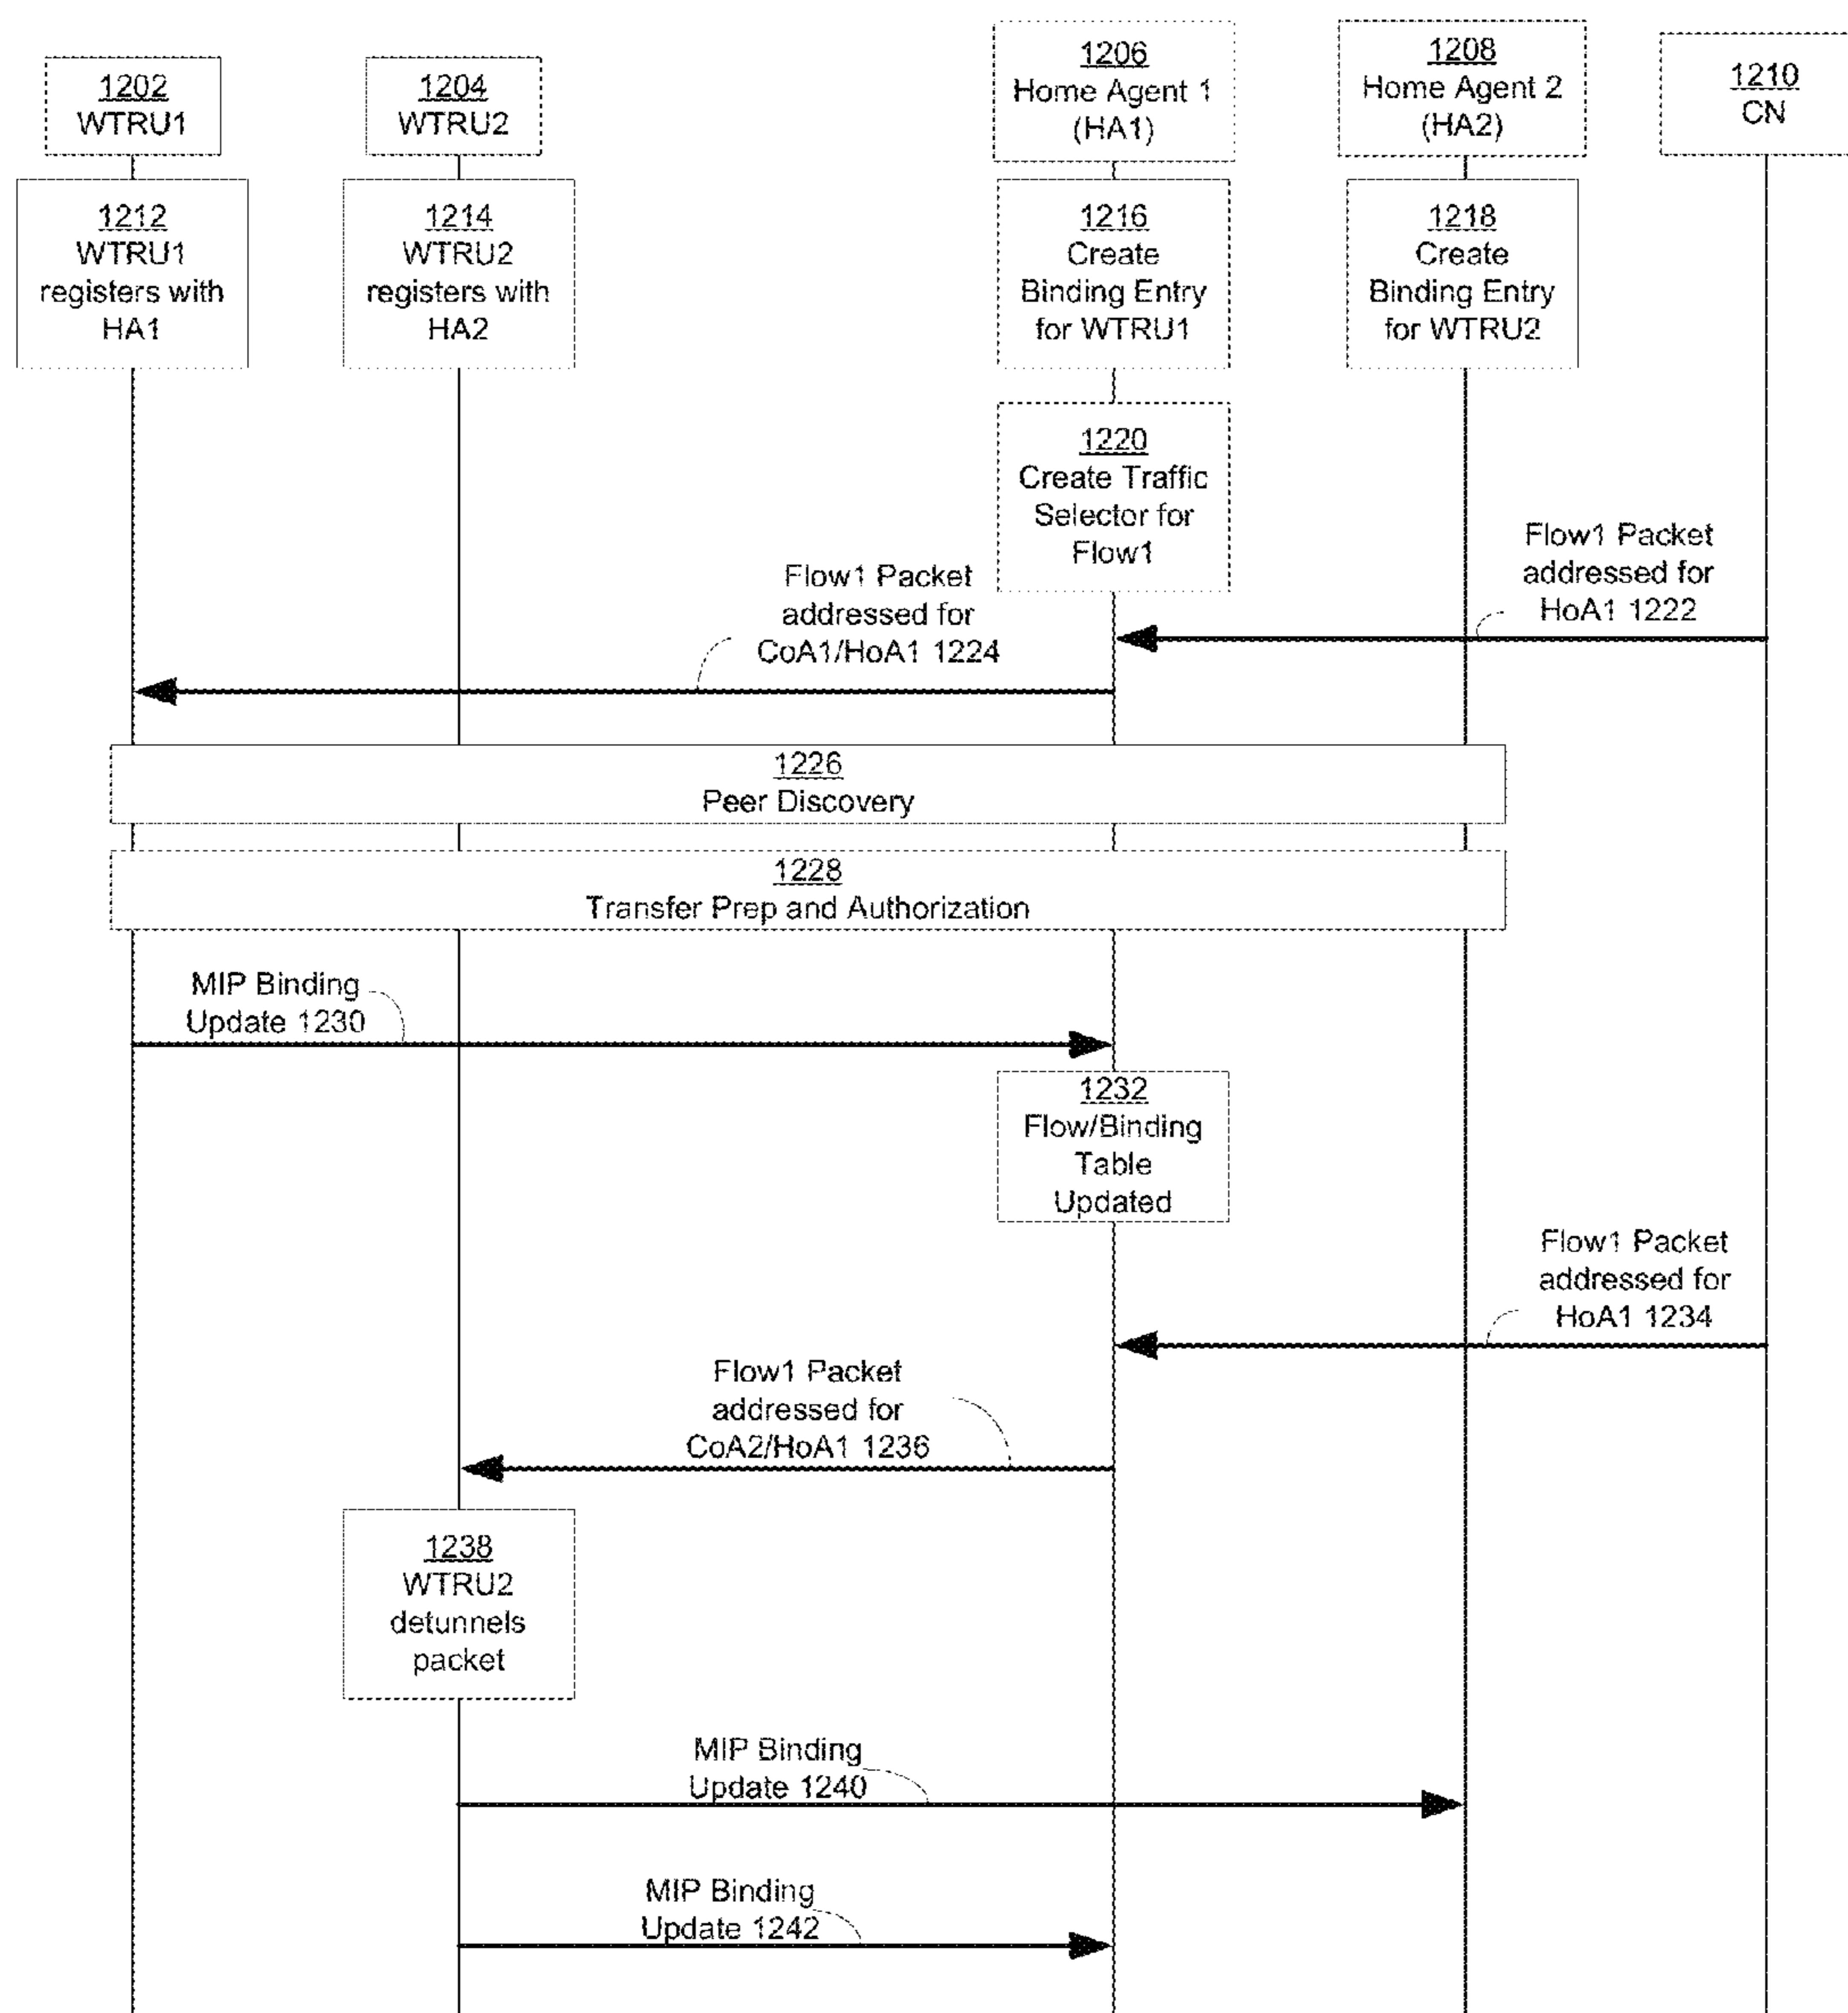 1202
WTRU1
1204
WTRU2
1206
Home Agent 1
(HA1)
1208
Home Agent 2
(HA2)
1210
CN
1212
WTRU1
registers with
HA1
1214
WTRU2
registers with
HA2
1216
Create
Binding Entry
for WTRU1
1218
Create
Binding Entry
for WTRU2
1220
Create Traffic
Selector for
Flow1
Flow1 Packet
addressed for
HoA1 1222
Flow1 Packet
addressed for
CoA1/HoA1 1224
1226
Peer Discovery
1228
Transfer Prep and Authorization
MIP Binding
Update 1230
1232
Flow/Binding
Table
Updated
Flow1 Packet
addressed for
HoA1 1234
Flow1 Packet
addressed for
CoA2/HoA1 1236
1238
WTRU2
detunnels
packet
MIP Binding
Update 1240
MIP Binding
Update 1242